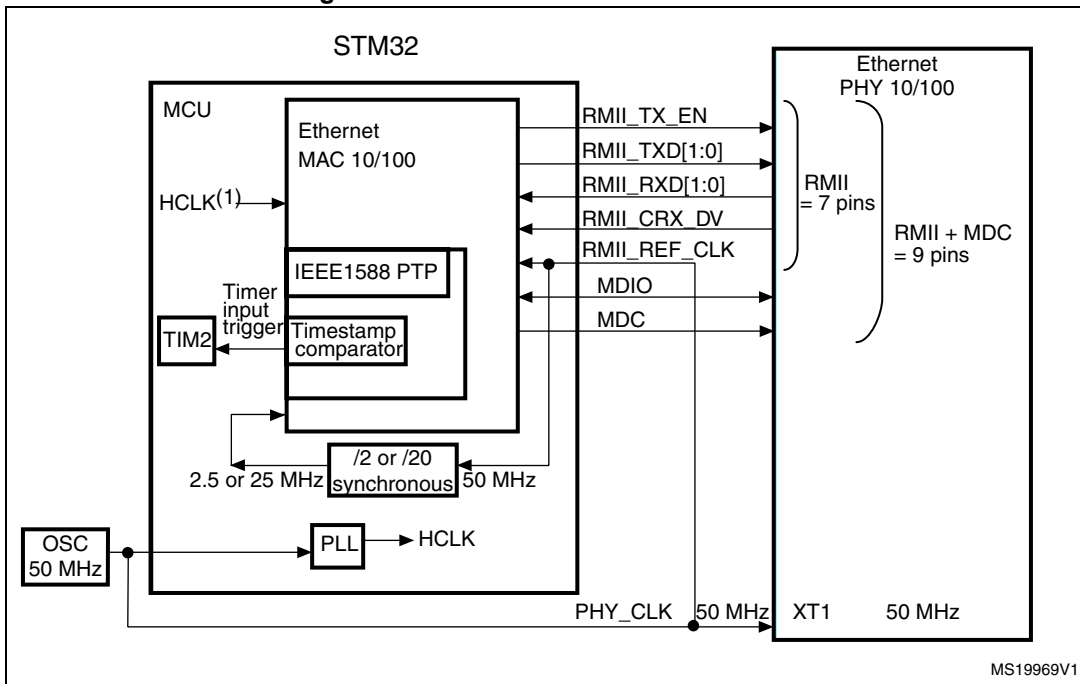 STM32
MCU
Ethernet
MAC 10/100
HCLK(1)
IEEE1588 PTP
Timer
input
trigger
TIM2
Timestamp
comparator
/2 or /20
synchronous
2.5 or 25 MHz
50 MHz
OSC
50 MHz
PLL
HCLK
RMII_TX_EN
RMII_TXD[1:0]
RMII_RXD[1:0]
RMII_CRX_DV
RMII_REF_CLK
MDIO
MDC
Ethernet
PHY 10/100
RMII
= 7 pins
RMII + MDC
= 9 pins
PHY_CLK
50 MHz
XT1
50 MHz
MS19969V1